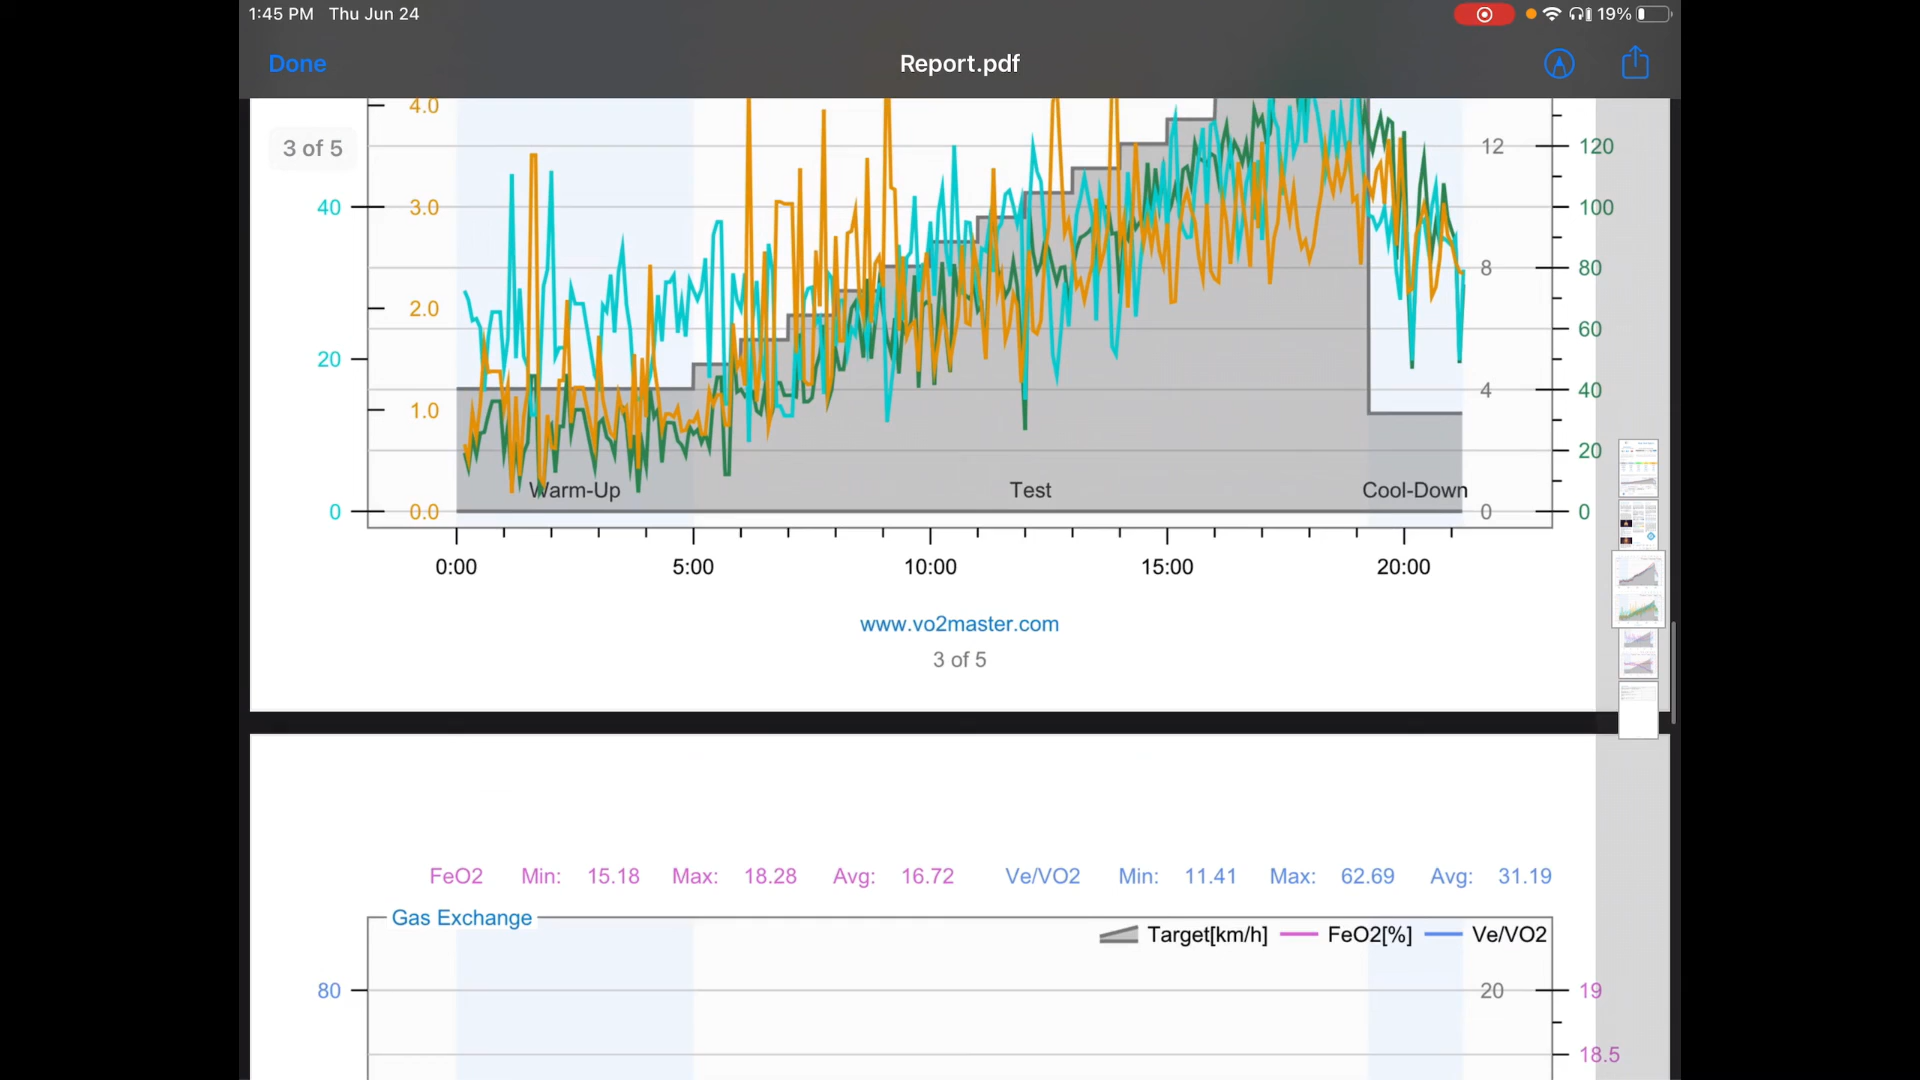 1:45 PM Thu Jun 24 19%
Done Report.pdf
4.0
3 of 5 12 120
40 3.0 100
8 80
2.0
60
20
1.0 4 40
20
Warm-Up Test Cool-Down
0 0.0 0 0
0:00 5:00 10:00 15:00 20:00
www.vo2master.com
3 of 5
FeO2 Min: 15.18 Max: 18.28 Avg: 16.72 Ve/VO2 Min: 11.41 Max: 62.69 Avg: 31.19
Gas Exchange
Target[km/h] FeO2[%] Ve/VO2
80 20 19
18.5